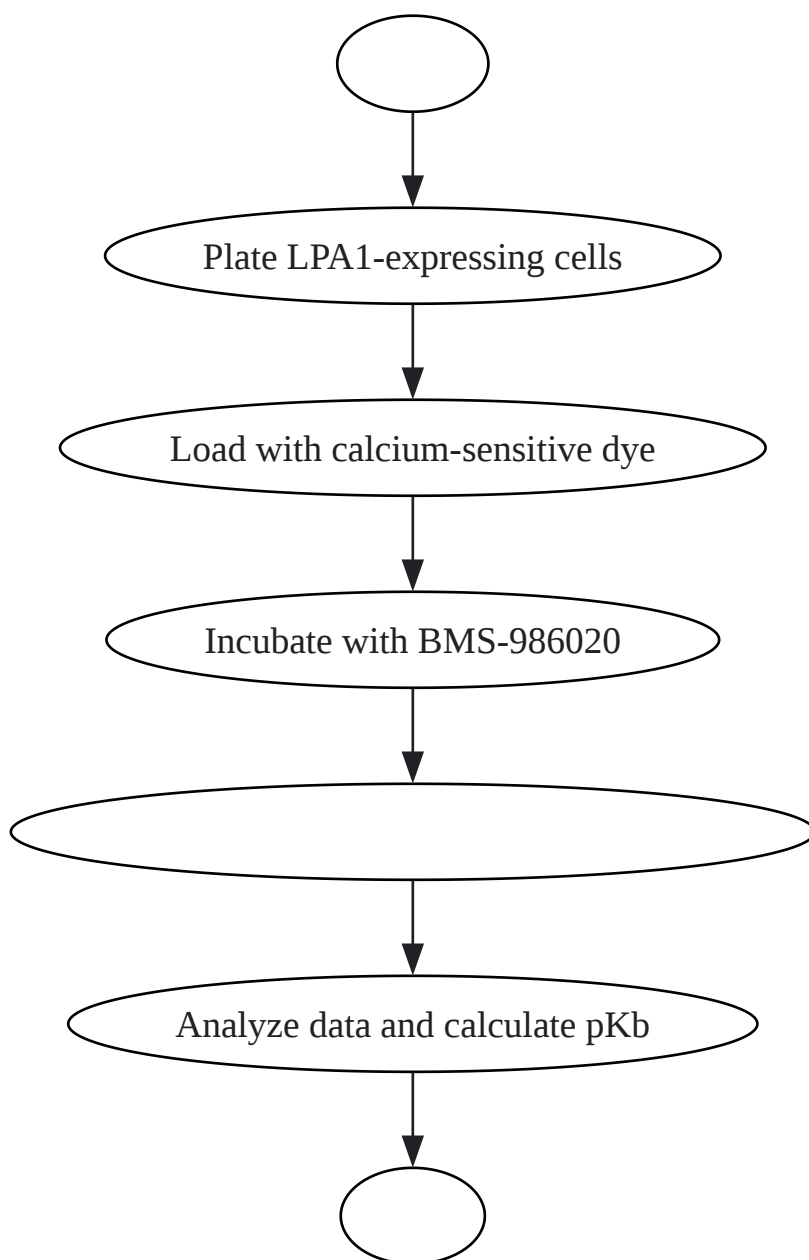 Plate LPA1-expressing cells
Load with calcium-sensitive dye
Incubate with BMS-986020
Analyze data and calculate pKb